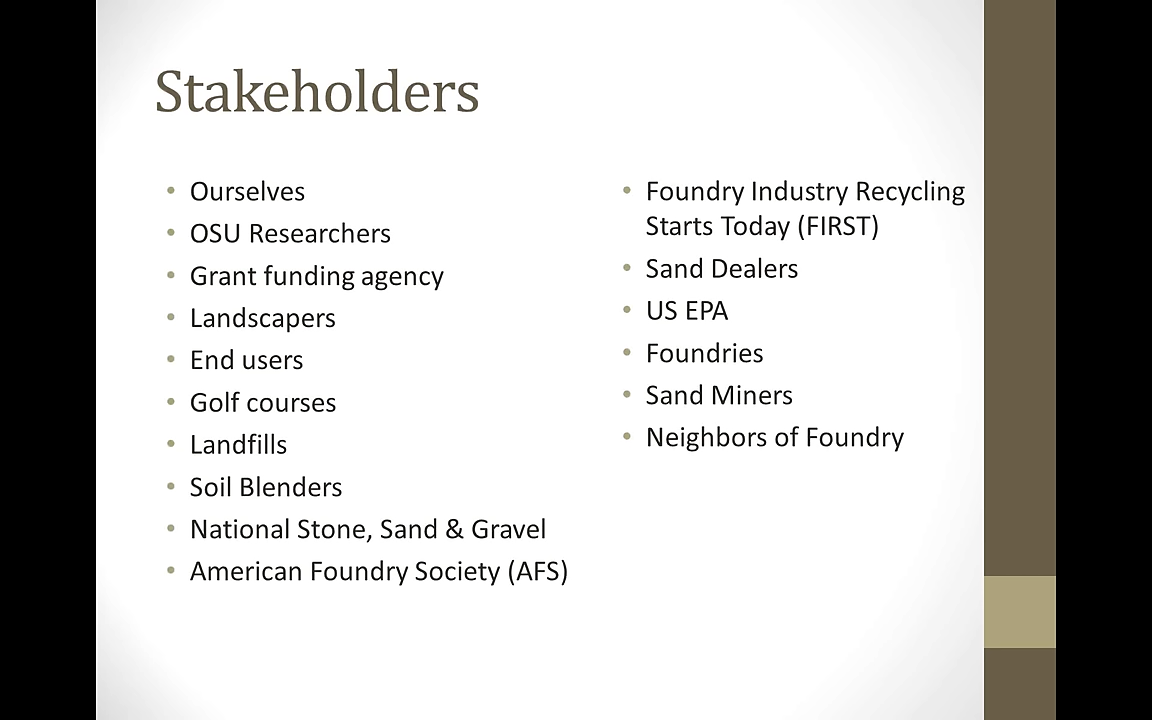 Stakeholders
• Ourselves
• OSU Researchers
• Grant funding agency
• Landscapers
• End users
• Golf courses
• Landfills
• Soil Blenders
• National Stone, Sand & Gravel
• American Foundry Society (AFS)
• Foundry Industry Recycling
Starts Today (FIRST)
• Sand Dealers
• US EPA
• Foundries
• Sand Miners
• Neighbors of Foundry